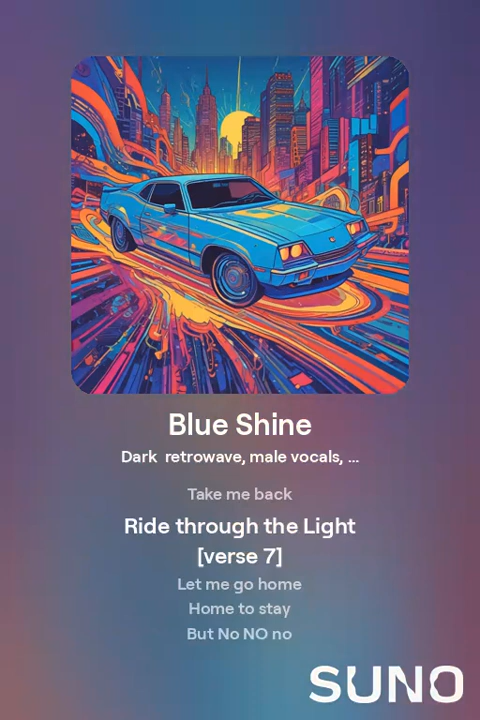 Blue Shine
Dark retrowave, male vocals, ...
Take me back
Ride through the Light
[verse 7]
Let me go home
Home to stay
But No NO no
SUNO